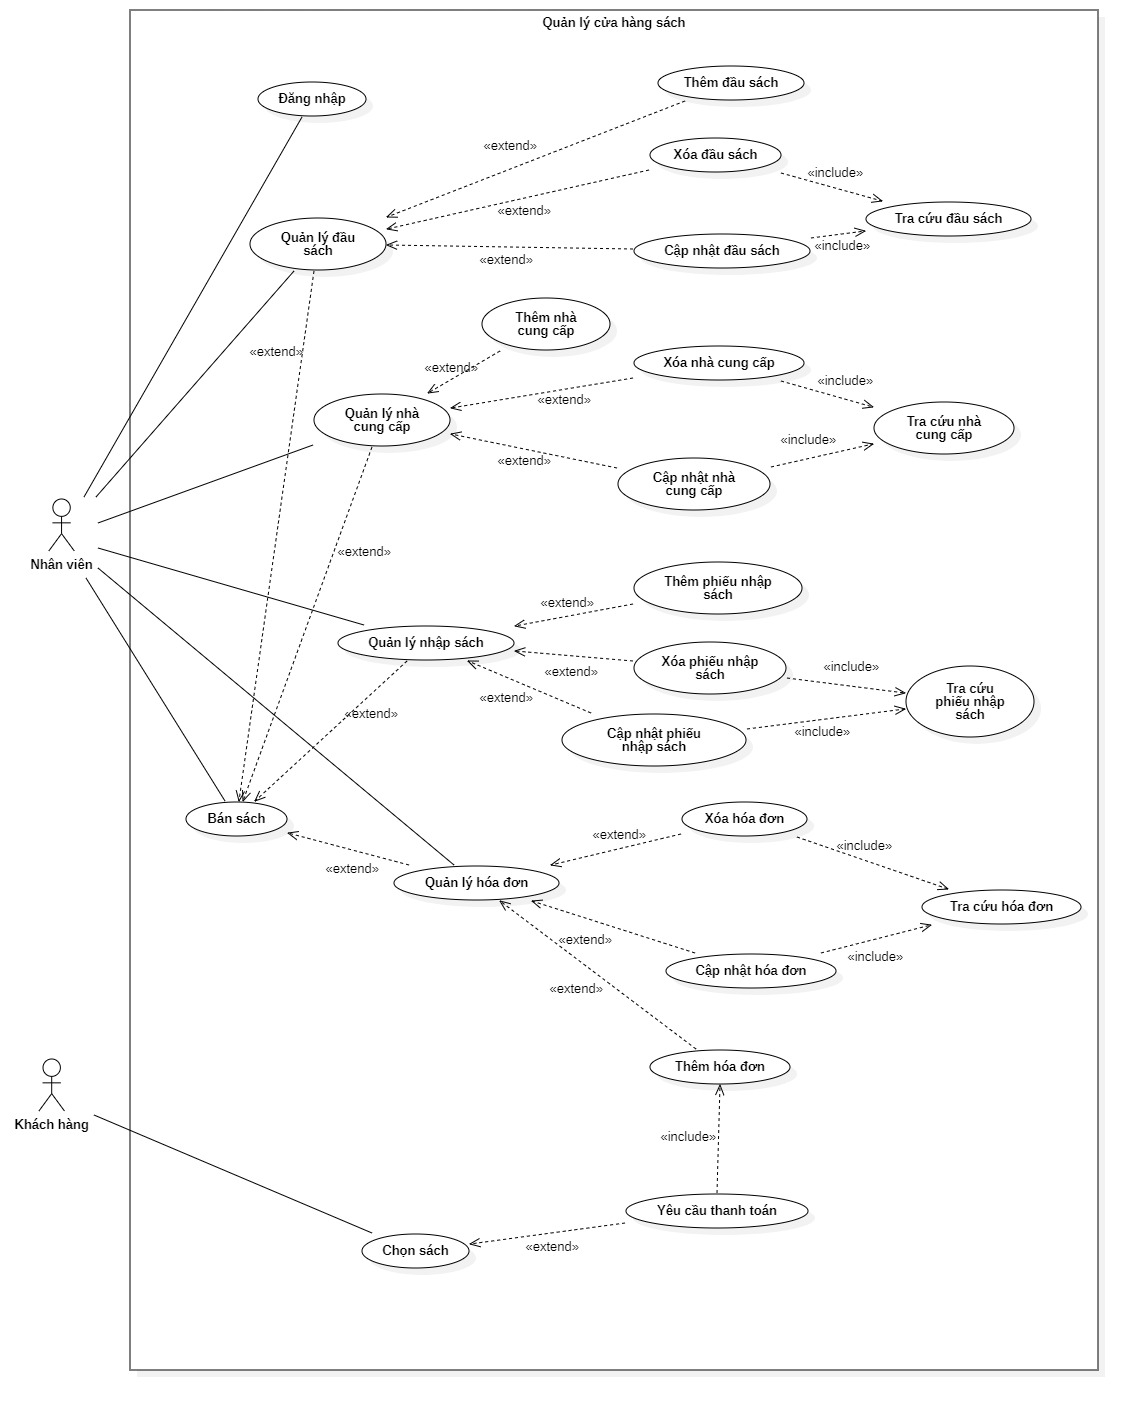 Quản lý cửa hàng sách
Thêm đầu sách
Đăng nhập
«extend»
Xóa đầu sách
«include»
«extend»
Tra cứu đầu sách
Quản lý đầu
sách
Cập nhật đầu sách
«include»
«extend»
Thêm nhà
cung cấp
«extend»
Xóa nhà cung cấp
«extend»
«include»
«extend»
Quản lý nhà
cung cấp
Tra cứu nhà
cung cấp
«include»
«extend»
Cập nhật nhà
cung cấp
«extend»
Nhân viên
Thêm phiếu nhập
sách
«extend»
Quản lý nhập sách
Xóa phiếu nhập
sách
«include»
«extend»
Tra cứu
phiếu nhập
sách
«extend»
«extend»
Cập nhật phiếu
nhập sách
«include»
Bán sách
Xóa hóa đơn
«extend»
«include»
«extend»
Quản lý hóa đơn
Tra cứu hóa đơn
«extend»
«include»
Cập nhật hóa đơn
«extend»
Thêm hóa đơn
Khách hàng
«include»
Yêu cầu thanh toán
«extend»
Chọn sách